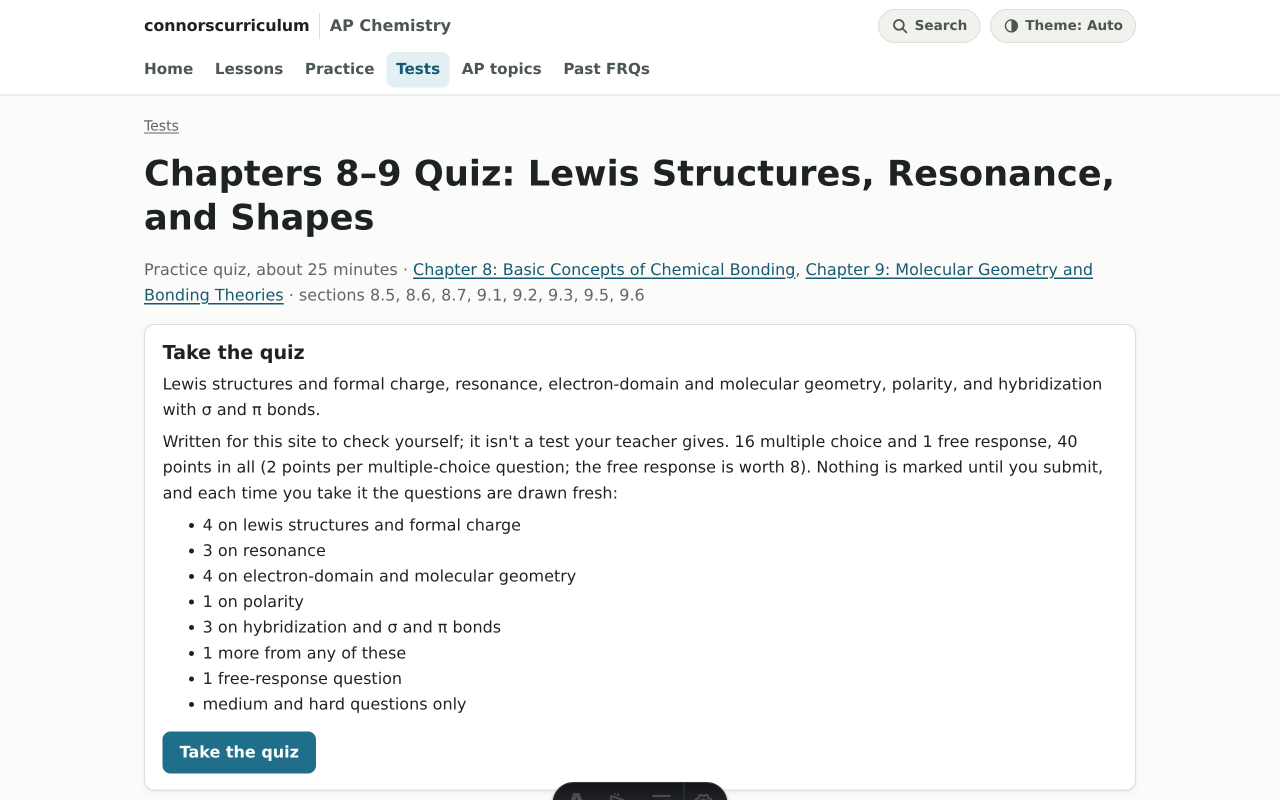 connorscurriculum
AP Chemistry
Search
Theme: Auto
Home
Lessons
Practice
Tests
AP topics
Past FRQs
Tests
Chapters 8–9 Quiz: Lewis Structures, Resonance,
and Shapes
Practice quiz, about 25 minutes · Chapter 8: Basic Concepts of Chemical Bonding, Chapter 9: Molecular Geometry and
Bonding Theories · sections 8.5, 8.6, 8.7, 9.1, 9.2, 9.3, 9.5, 9.6
Take the quiz
Lewis structures and formal charge, resonance, electron-domain and molecular geometry, polarity, and hybridization
with σ and π bonds.
Written for this site to check yourself; it isn't a test your teacher gives. 16 multiple choice and 1 free response, 40
points in all (2 points per multiple-choice question; the free response is worth 8). Nothing is marked until you submit,
and each time you take it the questions are drawn fresh:
• 4 on lewis structures and formal charge
• 3 on resonance
• 4 on electron-domain and molecular geometry
• 1 on polarity
• 3 on hybridization and σ and π bonds
• 1 more from any of these
• 1 free-response question
• medium and hard questions only
Take the quiz